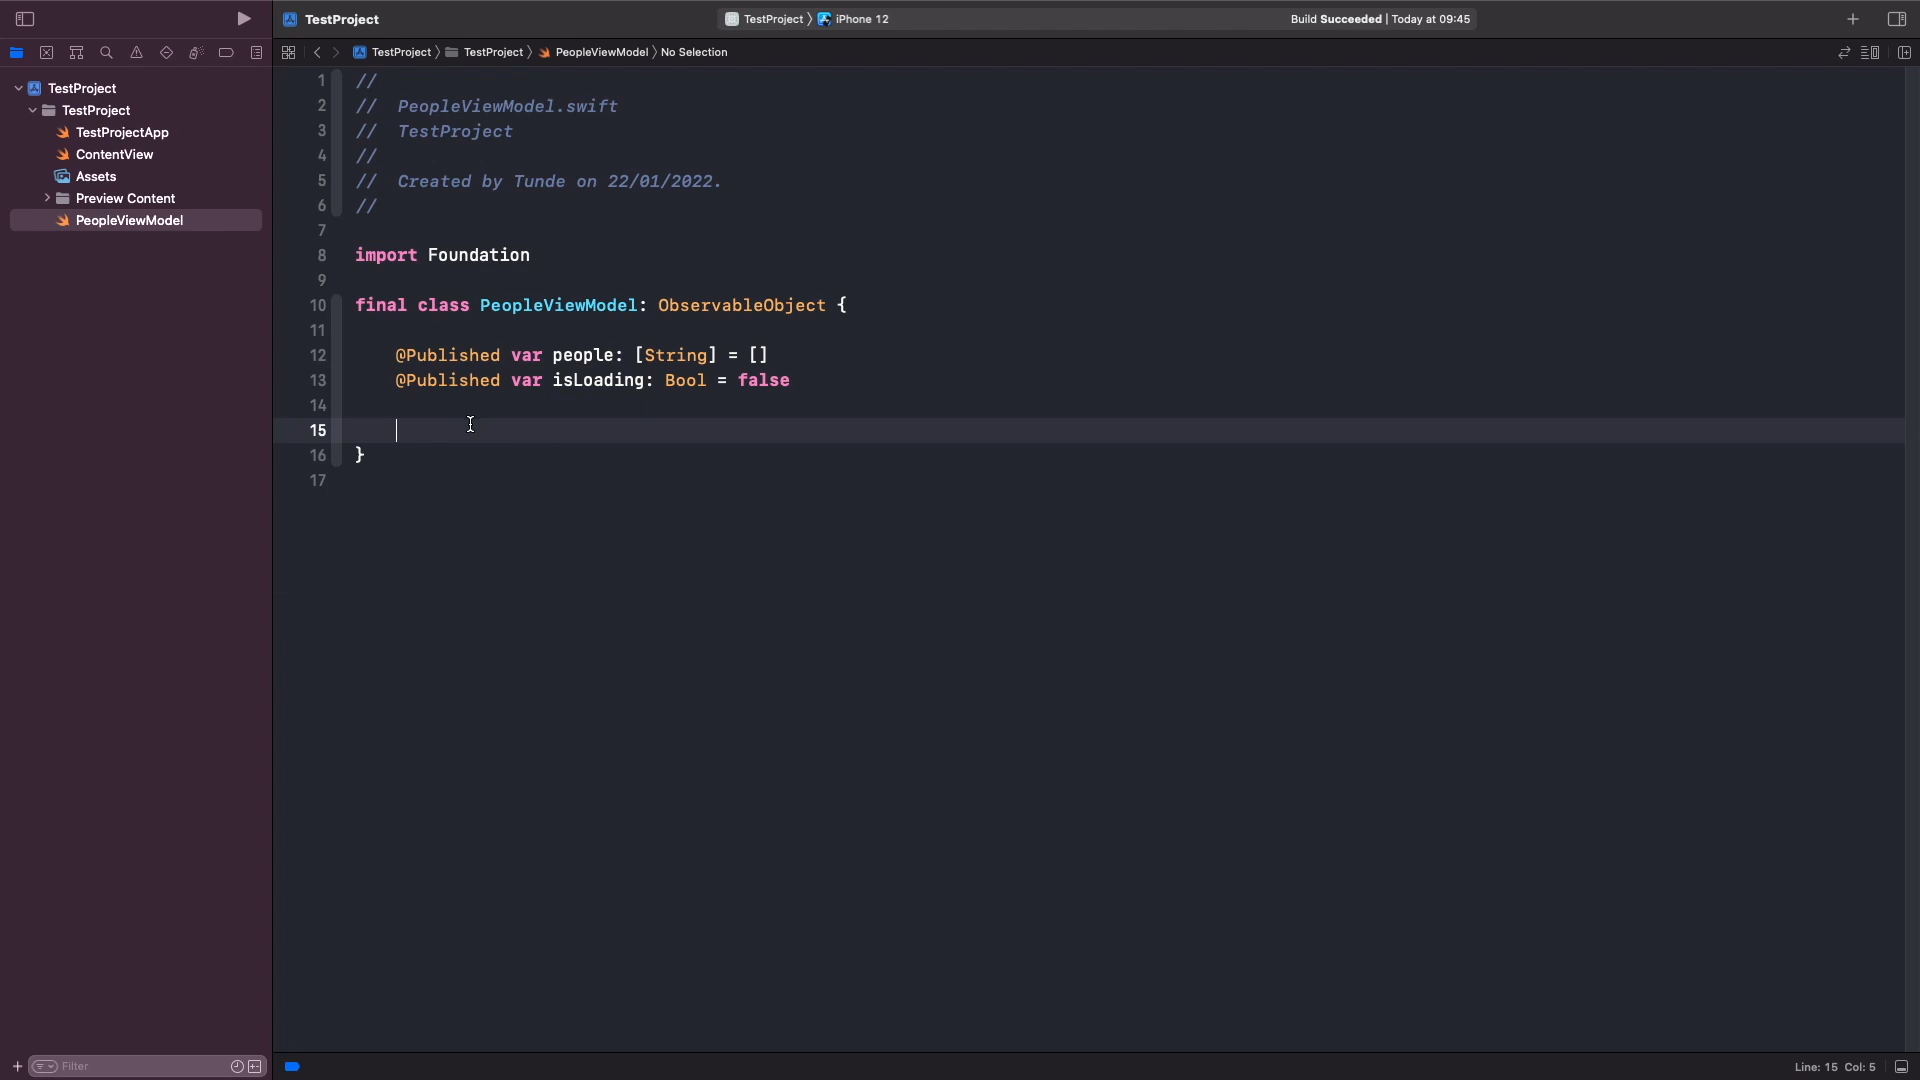 TestProject
TestProject
iPhone 12
Build Succeeded | Today at 09:45
TestProject
TestProject
PeopleViewModel
No Selection
TestProject
TestProject
TestProjectApp
ContentView
Assets
Preview Content
PeopleViewModel
1 //
2 //  PeopleViewModel.swift
3 //  TestProject
4 //
5 //  Created by Tunde on 22/01/2022.
6 //
7
8 import Foundation
9
10 final class PeopleViewModel: ObservableObject {
11
12     @Published var people: [String] = []
13     @Published var isLoading: Bool = false
14
15
16 }
17
Filter
Line: 15 Col: 5